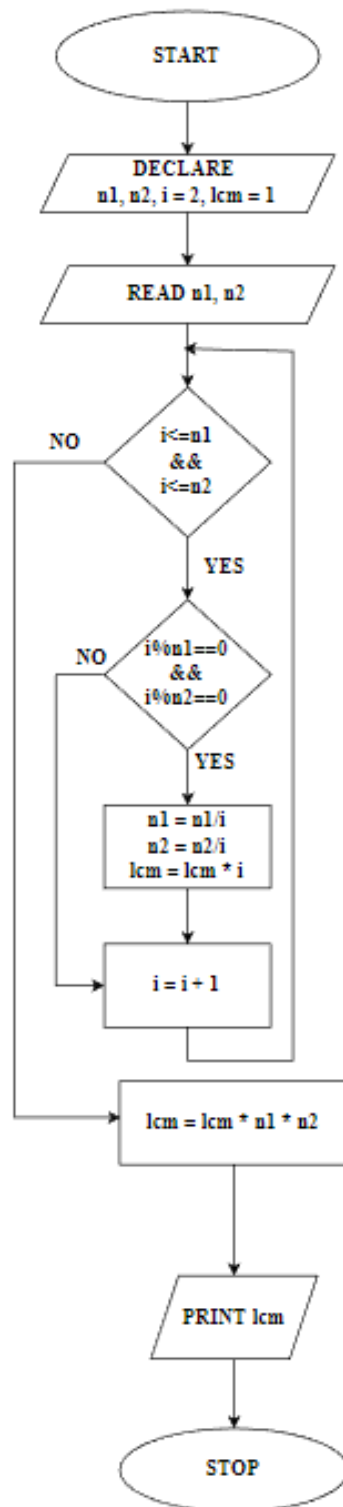 START
DECLARE
n1, n2, i = 2, lcm = 1
READ n1, n2
NO
i<=n1
&&
i<=n2
YES
NO
i%n1==0
&&
i%n2==0
YES
n1 = n1/i
n2 = n2/i
lcm = lcm * i
i = i + 1
lcm = lcm * n1 * n2
PRINT lcm
STOP